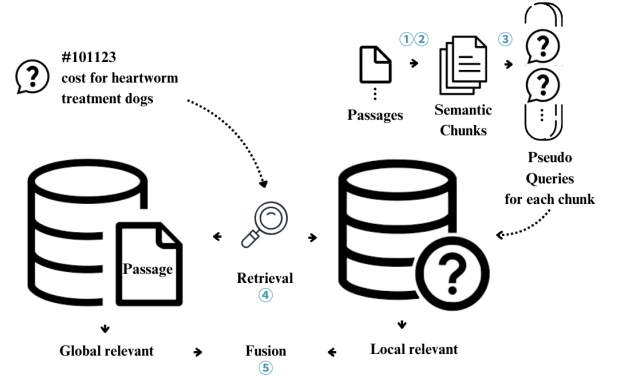 #101123
cost for heartworm
treatment dogs
①②
③
Passages
Semantic
Chunks
Pseudo
Queries
for each chunk
Passage
Retrieval
④
Global relevant
Fusion
⑤
Local relevant